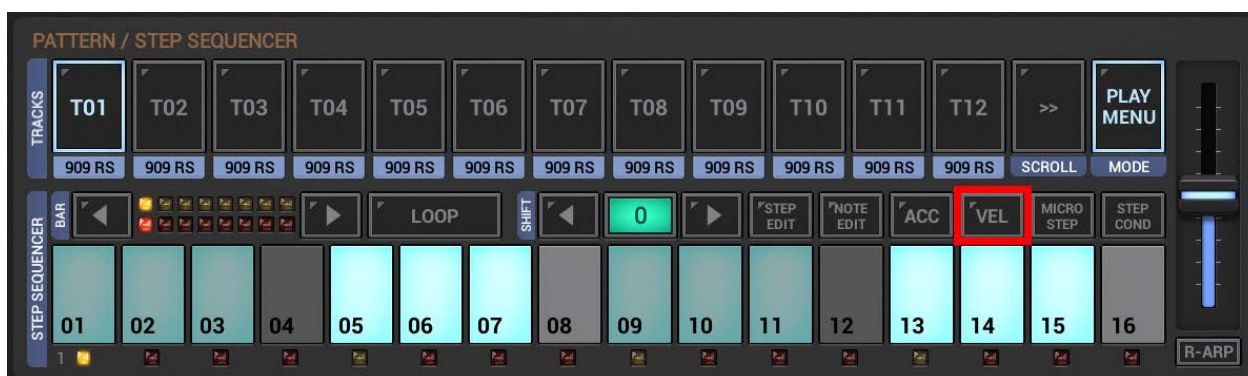 PATTERN / STEP SEQUENCER
TRACKS
T01 T02 T03 T04 T05 T06 T07 T08 T09 T10 T11 T12 >> PLAY MENU
909 RS 909 RS 909 RS 909 RS 909 RS 909 RS 909 RS 909 RS 909 RS 909 RS 909 RS 909 RS SCROLL MODE
STEP SEQUENCER
BAR LOOP SHIFT 0 STEP EDIT NOTE EDIT ACC VEL MICRO STEP STEP COND
01 02 03 04 05 06 07 08 09 10 11 12 13 14 15 16
1 R-ARP